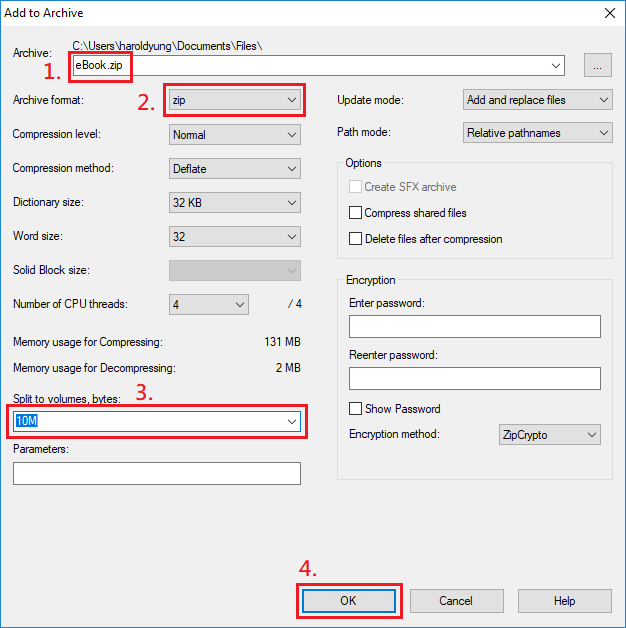 Add to Archive
C:\Users\haroldyung\Documents\Files\
Archive:
1.
eBook.zip
...
Archive format:
2.
zip
Compression level:
Normal
Compression method:
Deflate
Dictionary size:
32 KB
Word size:
32
Solid Block size:
Number of CPU threads:
4
/ 4
Memory usage for Compressing:
131 MB
Memory usage for Decompressing:
2 MB
Split to volumes, bytes:
3.
10M
Parameters:
Update mode:
Add and replace files
Path mode:
Relative pathnames
Options
Create SFX archive
Compress shared files
Delete files after compression
Encryption
Enter password:
Reenter password:
Show Password
Encryption method:
ZipCrypto
4.
OK
Cancel
Help